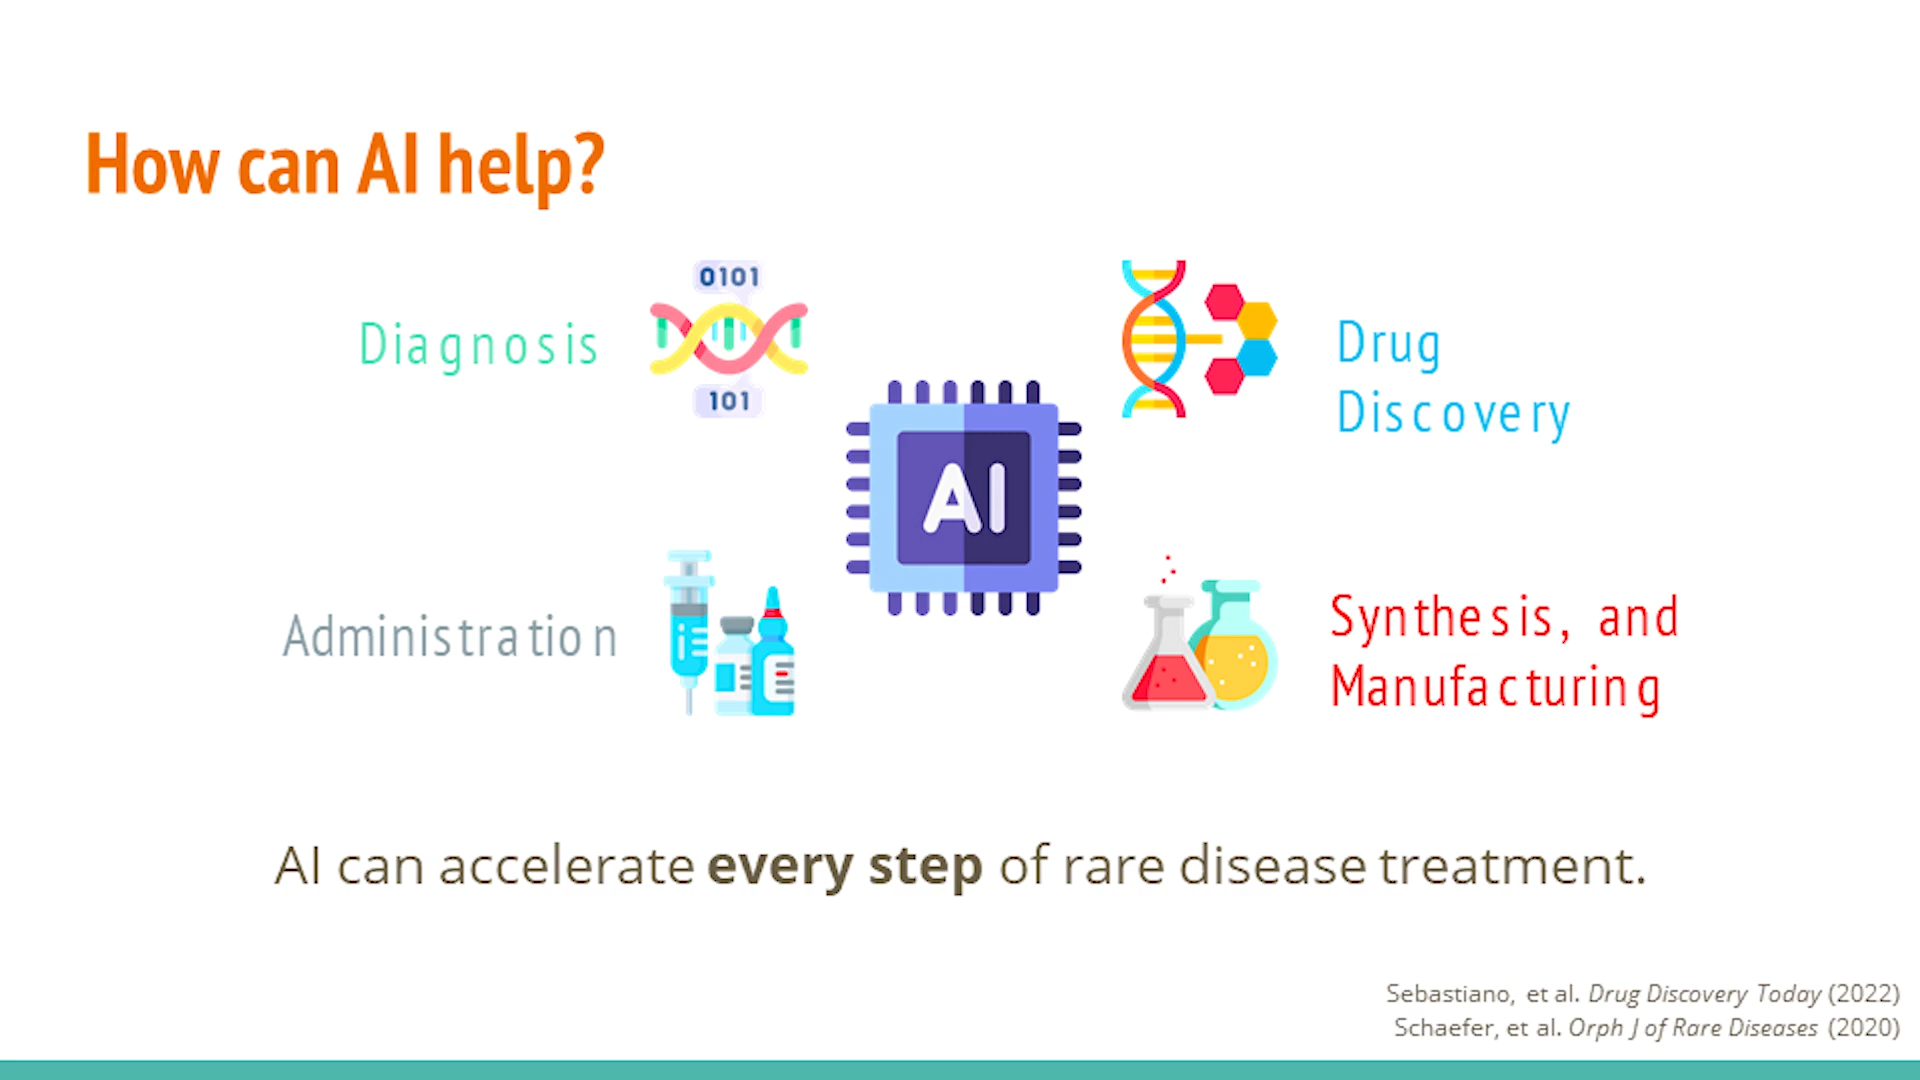 How can AI help?
0101
Diagnosis
101
Drug
Discovery
AI
Administration
Synthesis, and
Manufacturing
AI can accelerate every step of rare disease treatment.
Sebastiano, et al. Drug Discovery Today (2022)
Schaefer, et al. Orph J of Rare Diseases (2020)